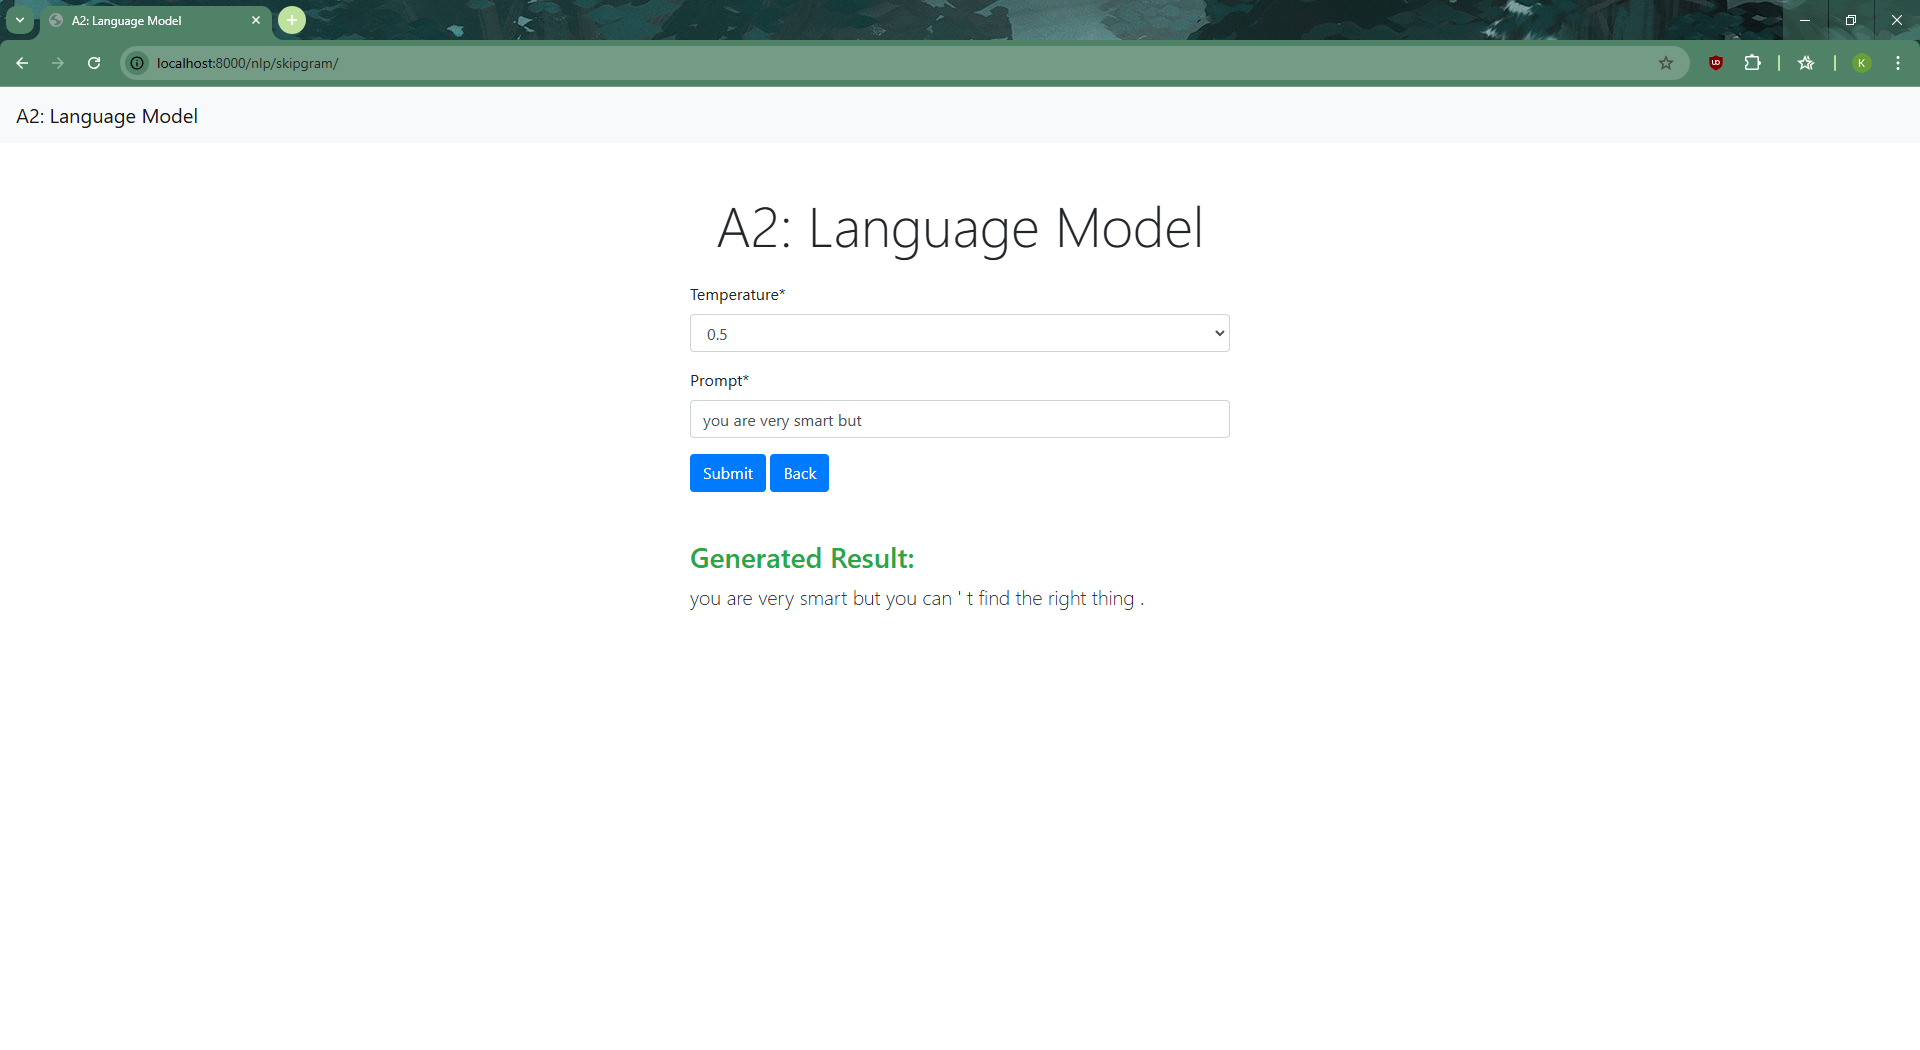 A2: Language Model
localhost:8000/nlp/skipgram/
K
A2: Language Model
A2: Language Model
Temperature*
0.5
Prompt*
you are very smart but
Submit Back
Generated Result:
you are very smart but you can ' t find the right thing .